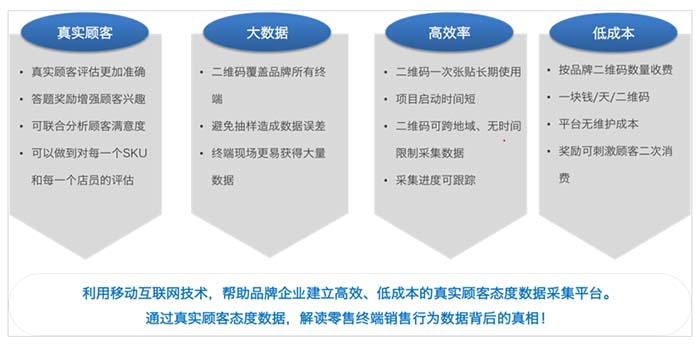 真实顾客
真实顾客评估更加准确
答题奖励增强顾客兴趣
可联合分析顾客满意度
可以做到对每一个SKU
和每一个店员的评估
大数据
二维码覆盖品牌所有终
端
避免抽样造成数据误差
终端现场更易获得大量
数据
高效率
二维码一次张贴长期使用
项目启动时间短
二维码可跨地域、无时间
限制采集数据
采集进度可跟踪
低成本
按品牌二维码数量收费
一块钱/天/二维码
平台无维护成本
奖励可刺激顾客二次消
费
利用移动互联网技术，帮助品牌企业建立高效、低成本的真实顾客态度数据采集平台。
通过真实顾客态度数据，解读零售终端销售行为数据背后的真相！